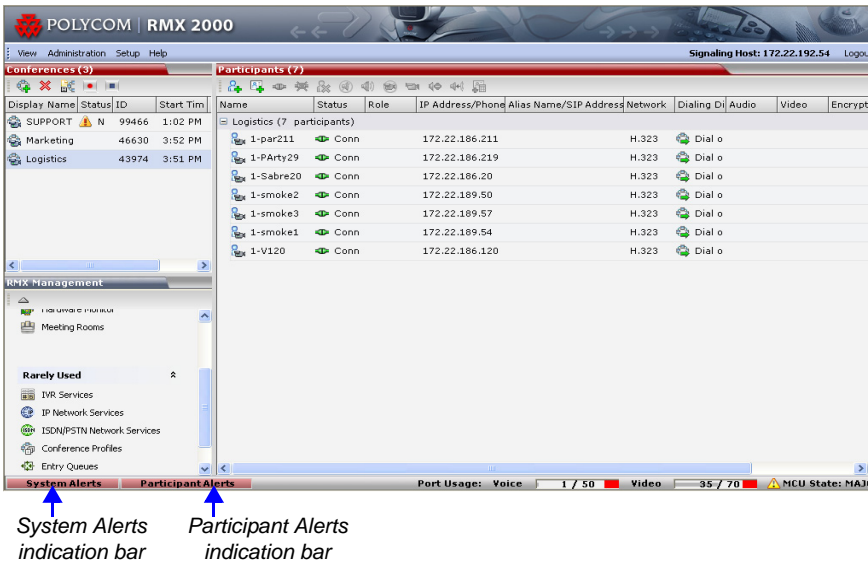 POLYCOM | RMX 2000
View Administration Setup Help Signaling Host: 172.22.192.54 Logou
Conferences (3)
Participants (7)
Display Name Status ID Start Tim
SUPPORT N 99466 1:02 PM
Marketing 46630 3:52 PM
Logistics 43974 3:51 PM
Name Status Role IP Address/Phone Alias Name/SIP Address Network Dialing Di Audio Video Encrypt
Logistics (7 participants)
1-par211 Conn 172.22.186.211 H.323 Dial o
1-PArty29 Conn 172.22.186.219 H.323 Dial o
1-Sabre20 Conn 172.22.186.20 H.323 Dial o
1-smoke2 Conn 172.22.189.50 H.323 Dial o
1-smoke3 Conn 172.22.189.57 H.323 Dial o
1-smoke1 Conn 172.22.189.54 H.323 Dial o
1-V120 Conn 172.22.186.120 H.323 Dial o
RMX Management
Hardware Monitor
Meeting Rooms
Rarely Used
IVR Services
IP Network Services
ISDN ISDN/PSTN Network Services
Conference Profiles
Entry Queues
System Alerts Participant Alerts Port Usage: Voice 1 / 50 Video 35 / 70 MCU State: MAJO
System Alerts
indication bar
Participant Alerts
indication bar